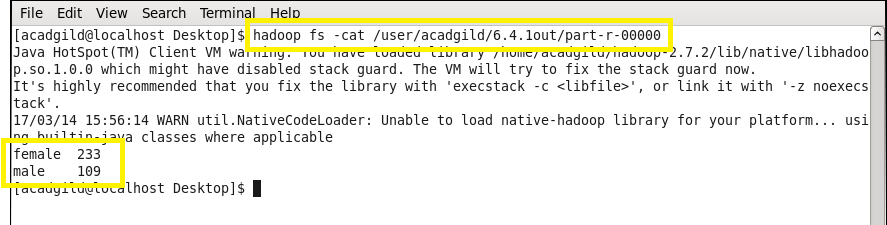 File Edit View Search Terminal Help
[acadgild@localhost Desktop]$ hadoop fs -cat /user/acadgild/6.4.1out/part-r-00000
Java HotSpot(TM) Client VM warning: You have loaded library /home/acadgild/hadoop-2.7.2/lib/native/libhadoo
p.so.1.0.0 which might have disabled stack guard. The VM will try to fix the stack guard now.
It's highly recommended that you fix the library with 'execstack -c <libfile>', or link it with '-z noexecs
tack'.
17/03/14 15:56:14 WARN util.NativeCodeLoader: Unable to load native-hadoop library for your platform... usi
ng builtin-java classes where applicable
female 233
male 109
[acadgild@localhost Desktop]$